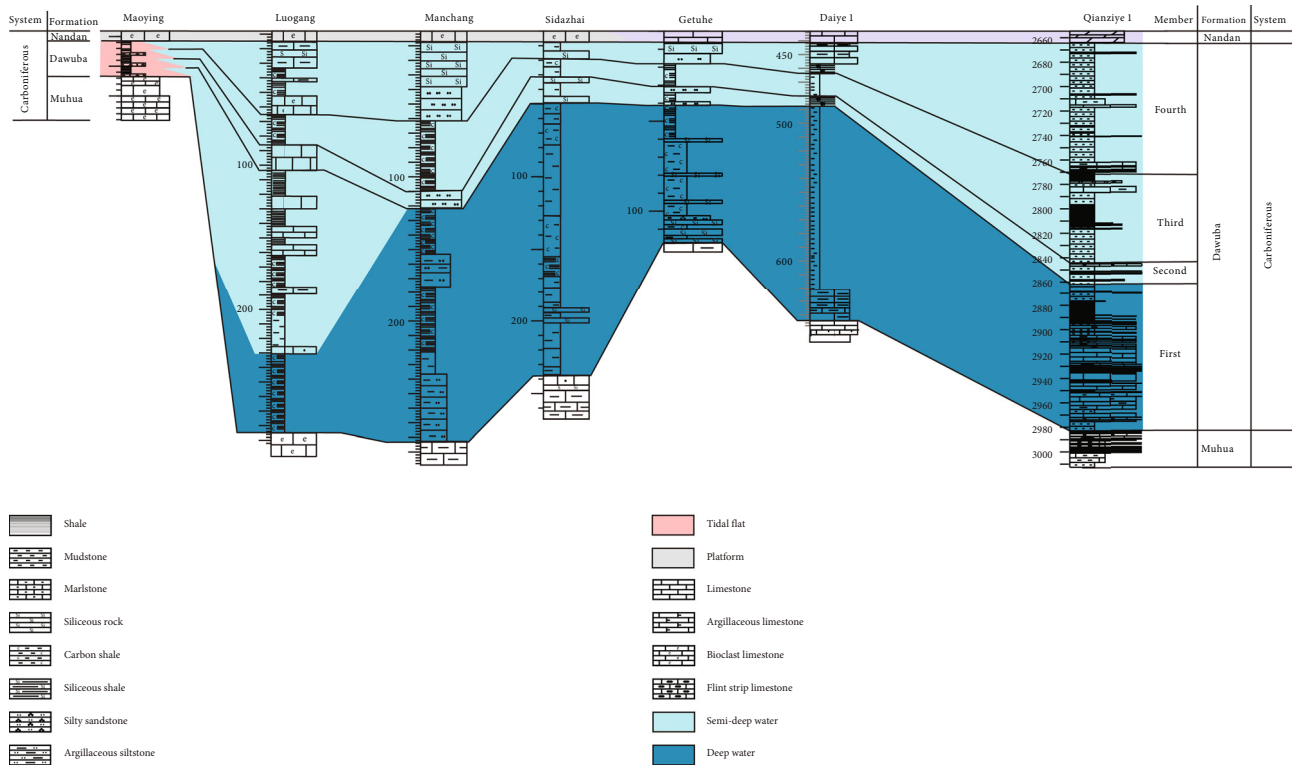 System Formation Maoying Luogang Manchang Sidazhai Getuhe Daiye 1 Qianziye 1 Member Formation System
Carboniferous
Nandan
Dawuba
Muhua
100
200
100
200
100
200
100
450
500
600
2660
2680
2700
2720
2740
2760
2780
2800
2820
2840
2860
2880
2900
2920
2940
2960
2980
3000
Fourth
Third
Second
First
Nandan
Dawuba
Muhua
Carboniferous
Shale
Mudstone
Marlstone
Siliceous rock
Carbon shale
Siliceous shale
Silty sandstone
Argillaceous siltstone
Tidal flat
Platform
Limestone
Argillaceous limestone
Bioclast limestone
Flint strip limestone
Semi-deep water
Deep water